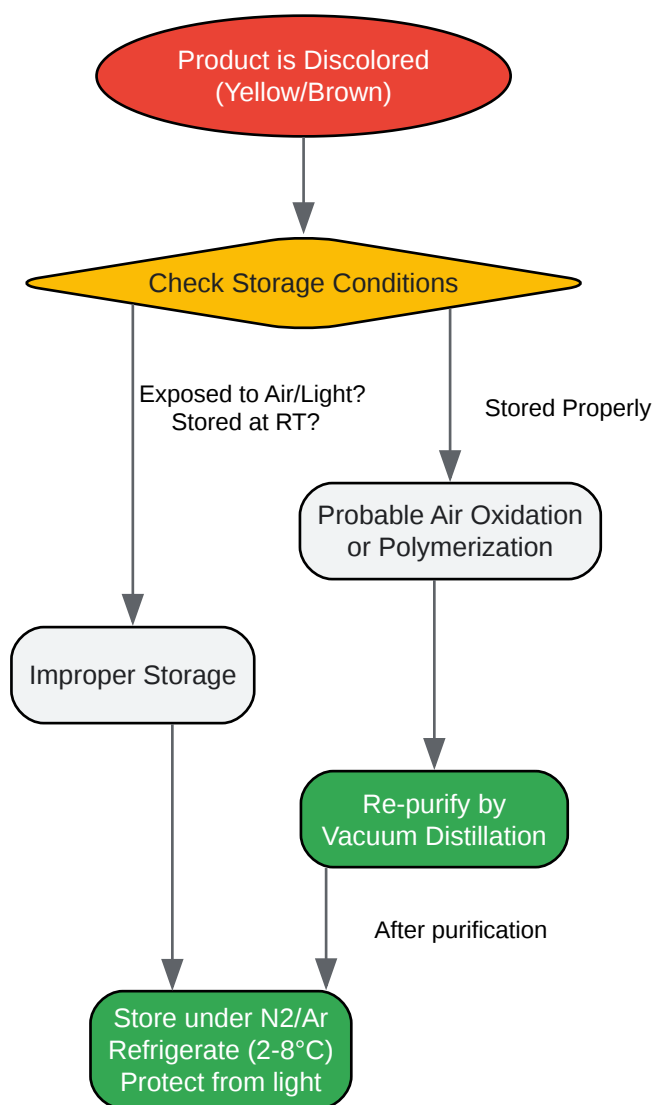 Product is Discolored
(Yellow/Brown)
Check Storage Conditions
Exposed to Air/Light?
Stored at RT?
Stored Properly
Probable Air Oxidation
or Polymerization
Improper Storage
Re-purify by
Vacuum Distillation
After purification
Store under N2/Ar
Refrigerate (2-8°C)
Protect from light